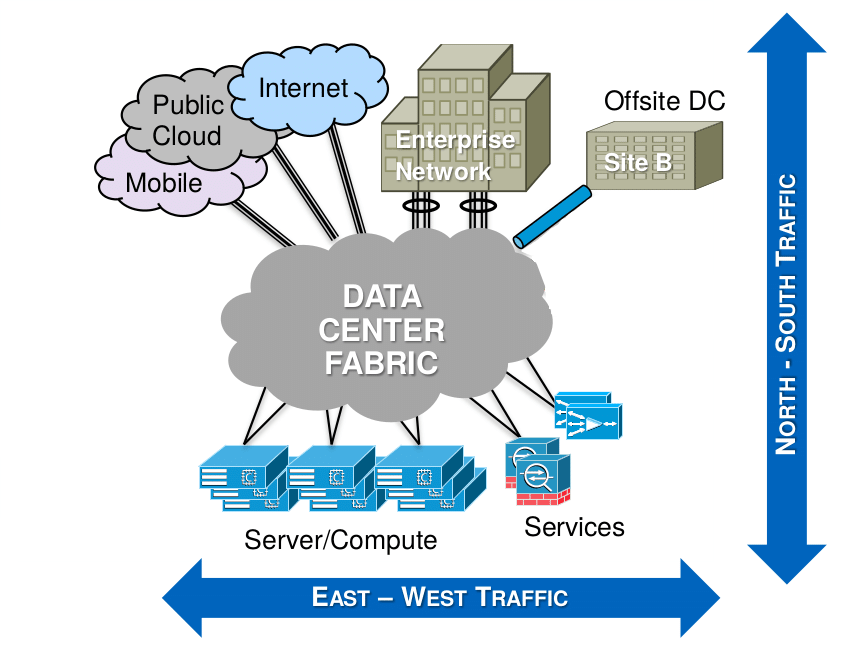 Internet
Public
Cloud
Mobile
Enterprise
Network
Offsite DC
Site B
DATA
CENTER
FABRIC
Server/Compute
Services
EAST – WEST TRAFFIC
NORTH - SOUTH TRAFFIC